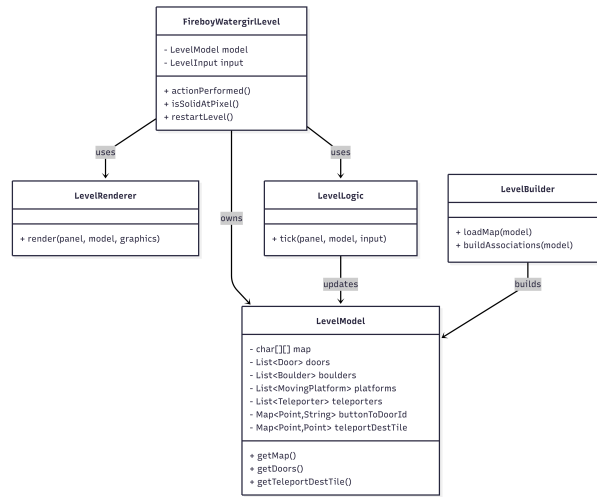 FireboyWatergirlLevel
- LevelModel model
- LevelInput input
+ actionPerformed()
+ isSolidAtPixel()
+ restartLevel()
uses
uses
LevelRenderer
+ render(panel, model, graphics)
owns
LevelLogic
+ tick(panel, model, input)
LevelBuilder
+ loadMap(model)
+ buildAssociations(model)
updates
builds
LevelModel
- char[][] map
- List<Door> doors
- List<Boulder> boulders
- List<MovingPlatform> platforms
- List<Teleporter> teleporters
- Map<Point,String> buttonToDoorId
- Map<Point,Point> teleportDestTile
+ getMap()
+ getDoors()
+ getTeleportDestTile()